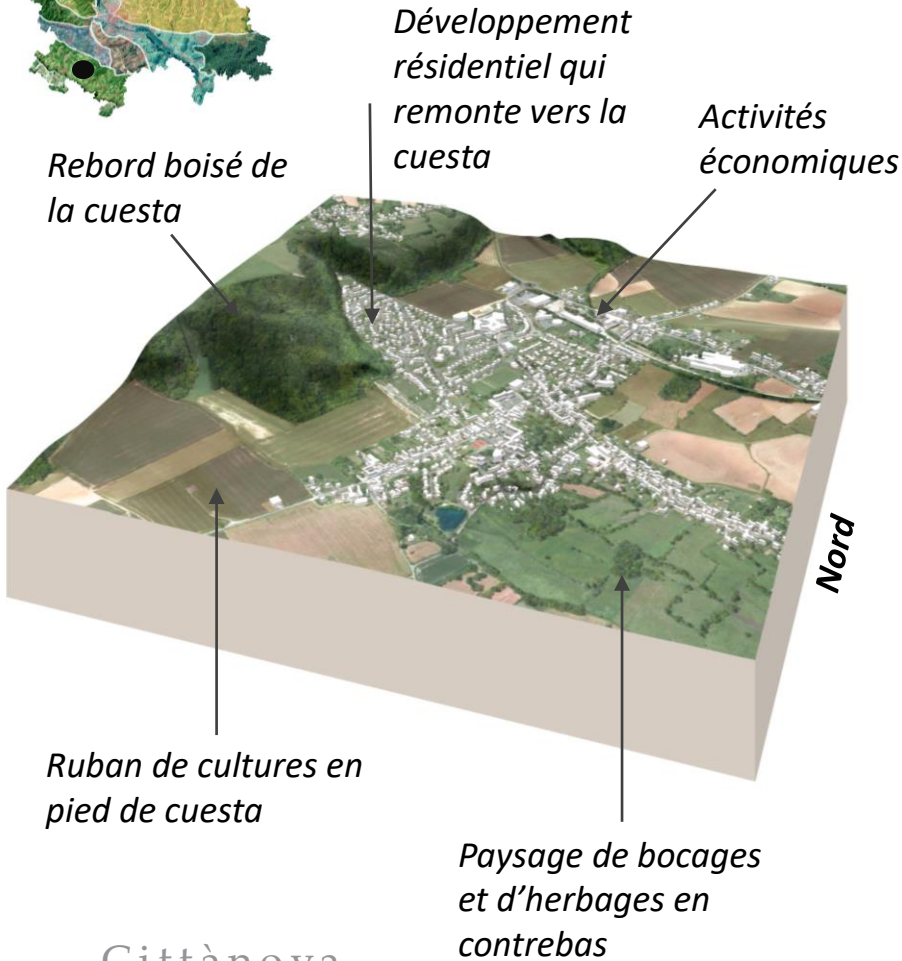 Développement
résidentiel qui
remonte vers la
cuesta
Activités
économiques
Rebord boisé de
la cuesta
Nord
Ruban de cultures en
pied de cuesta
Paysage de bocages
et d’herbages en
contrebas
Cittànova